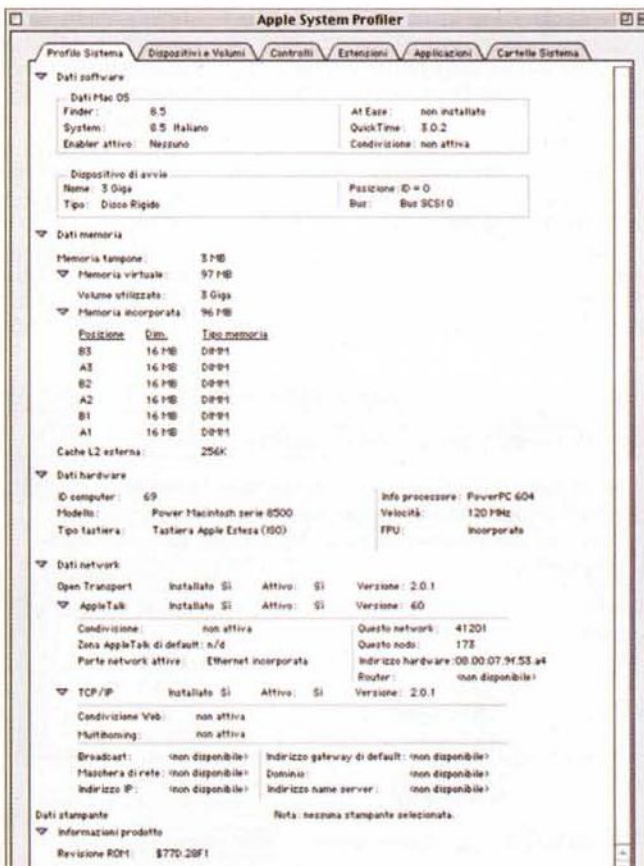 Apple System Profiler
Profilo Sistema Dispositivi e Volumi Controlli Estensioni Applicazioni Cartelle Sistema
Dati software
Dati Mac OS
Finder: 8.5 At Ease: non installato
System: 8.5 Italiano QuickTime: 3.0.2
Enabler attivo: Nessuno Condivisione: non attiva
Dispositivo di avvio
Nome: 3 Giga Posizione: ID = 0
Tipo: Disco Rigido Bus: Bus SCSI 0
Dati memoria
Memoria tampone: 3 MB
Memoria virtuale: 97 MB
Volume utilizzato: 3 Giga
Memoria incorporata: 96 MB
Posizione Dim. Tipo memoria
B3 16 MB DIMM
A3 16 MB DIMM
B2 16 MB DIMM
A2 16 MB DIMM
B1 16 MB DIMM
A1 16 MB DIMM
Cache L2 esterna: 256K
Dati hardware
ID computer: 69 Info processore: PowerPC 604
Modello: Power Macintosh serie 8500 Velocità: 120 MHz
Tipo tastiera: Tastiera Apple Estesa (ISO) FPU: incorporata
Dati network
Open Transport Installato Sì Attivo: Sì Versione: 2.0.1
AppleTalk Installato Sì Attivo: Sì Versione: 60
Condivisione: non attiva Questo network: 41201
Zona AppleTalk di default: n/d Questo nodo: 173
Porte network attive: Ethernet incorporata Indirizzo hardware: 08.00.07.9f.53.a4
Router: <non disponibile>
TCP/IP Installato Sì Attivo: Sì Versione: 2.0.1
Condivizione Web: non attiva
Multihoming: non attiva
Broadcast: <non disponibile> Indirizzo gateway di default: <non disponibile>
Maschera di rete: <non disponibile> Dominio: <non disponibile>
Indirizzo IP: <non disponibile> Indirizzo name server: <non disponibile>
Dati stampante Nota: nessuna stampante selezionata.
Informazioni prodotto
Revisione ROM: $77D.28F1